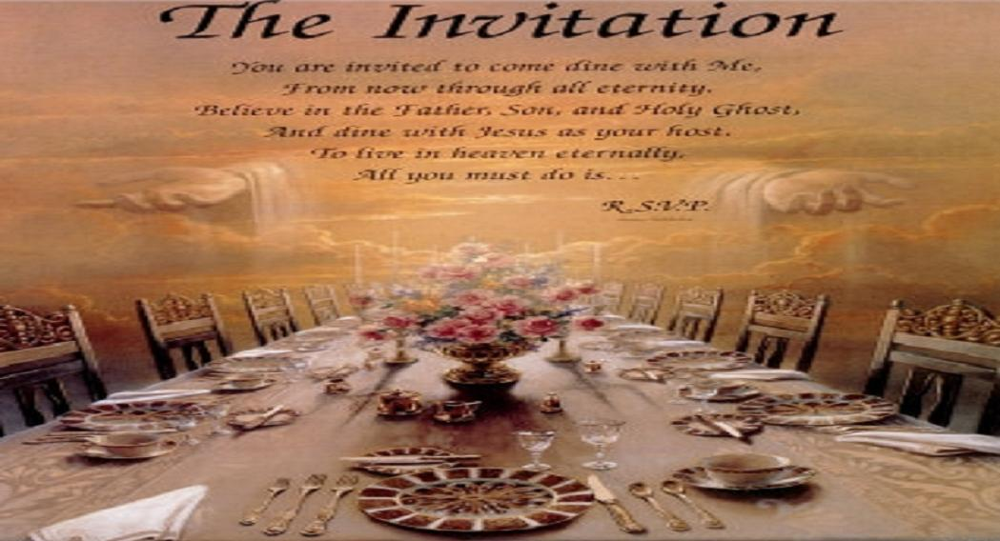 The Invitation
You are invited to come dine with Me,
From now through all eternity.
Believe in the Father, Son, and Holy Ghost,
And dine with Jesus as your host.
To live in heaven eternally,
All you must do is...
R.S.V.P.